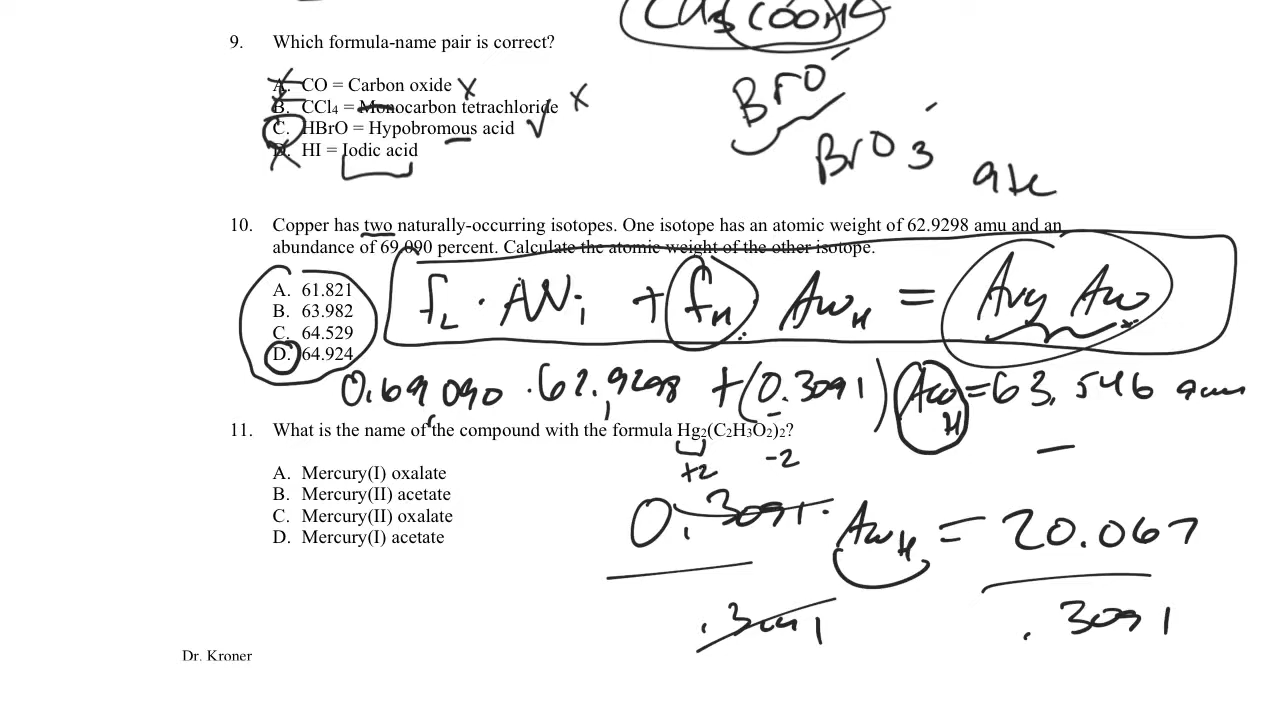 CH3COOH
9. Which formula-name pair is correct?
BrO-
A. CO = Carbon oxide x
B. CCl4 = Monocarbon tetrachloride x
C. HBrO = Hypobromous acid ✓
BrO3-
D. HI = Iodic acid
ate
10. Copper has two naturally-occurring isotopes. One isotope has an atomic weight of 62.9298 amu and an
abundance of 69.090 percent. Calculate the atomic weight of the other isotope.
A. 61.821
B. 63.982
C. 64.529
D. 64.924
fL · AWi + fH AwH = Avg Aw
0.69090 · 62.9298 + (0.3091) AwH = 63.546 amu
11. What is the name of the compound with the formula Hg2(C2H3O2)2?
+2 -2
A. Mercury(I) oxalate
B. Mercury(II) acetate
C. Mercury(II) oxalate
D. Mercury(I) acetate
0.3091 · AwH = 20.067
.3091 .3091
Dr. Kroner